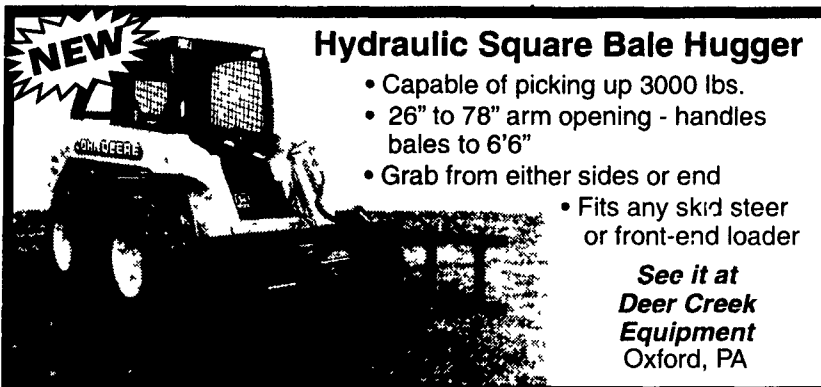 NEW
Hydraulic Square Bale Hugger
• Capable of picking up 3000 lbs.
• 26" to 78" arm opening - handles
bales to 6'6"
• Grab from either sides or end
JOHN DEERE
• Fits any skid steer
or front-end loader
See it at
Deer Creek
Equipment
Oxford, PA